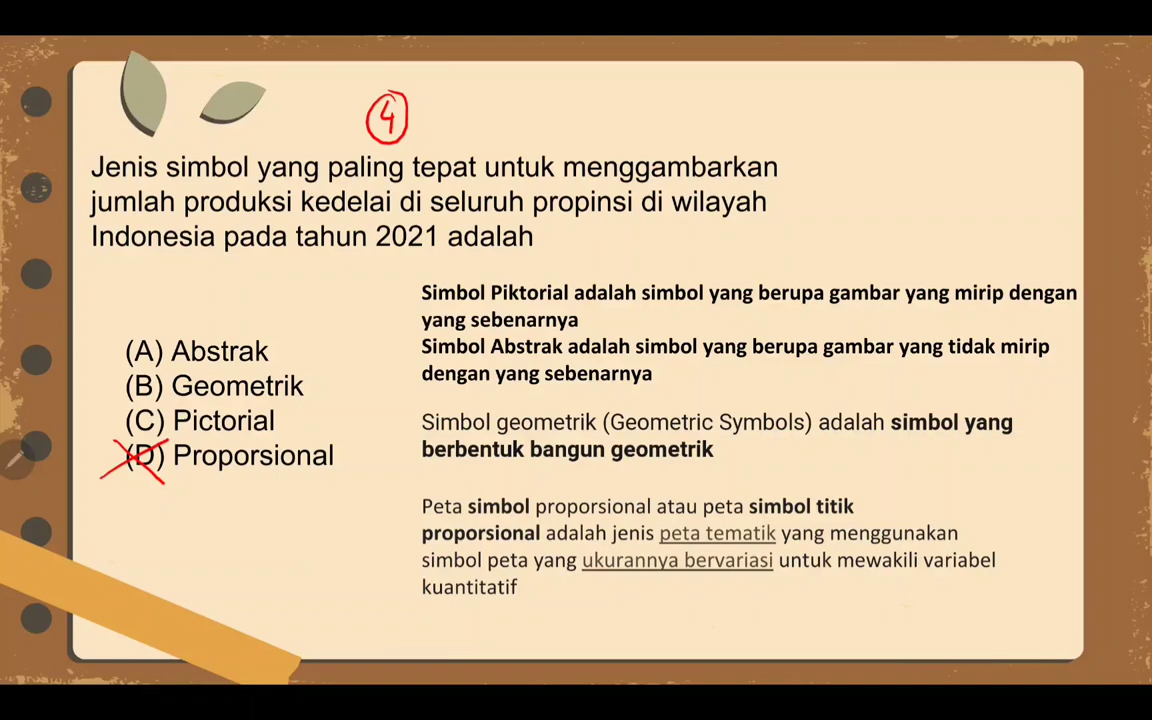 4
Jenis simbol yang paling tepat untuk menggambarkan
jumlah produksi kedelai di seluruh propinsi di wilayah
Indonesia pada tahun 2021 adalah
(A) Abstrak
(B) Geometrik
(C) Pictorial
(D) Proporsional
Simbol Piktorial adalah simbol yang berupa gambar yang mirip dengan
yang sebenarnya
Simbol Abstrak adalah simbol yang berupa gambar yang tidak mirip
dengan yang sebenarnya
Simbol geometrik (Geometric Symbols) adalah simbol yang
berbentuk bangun geometrik
Peta simbol proporsional atau peta simbol titik
proporsional adalah jenis peta tematik yang menggunakan
simbol peta yang ukurannya bervariasi untuk mewakili variabel
kuantitatif